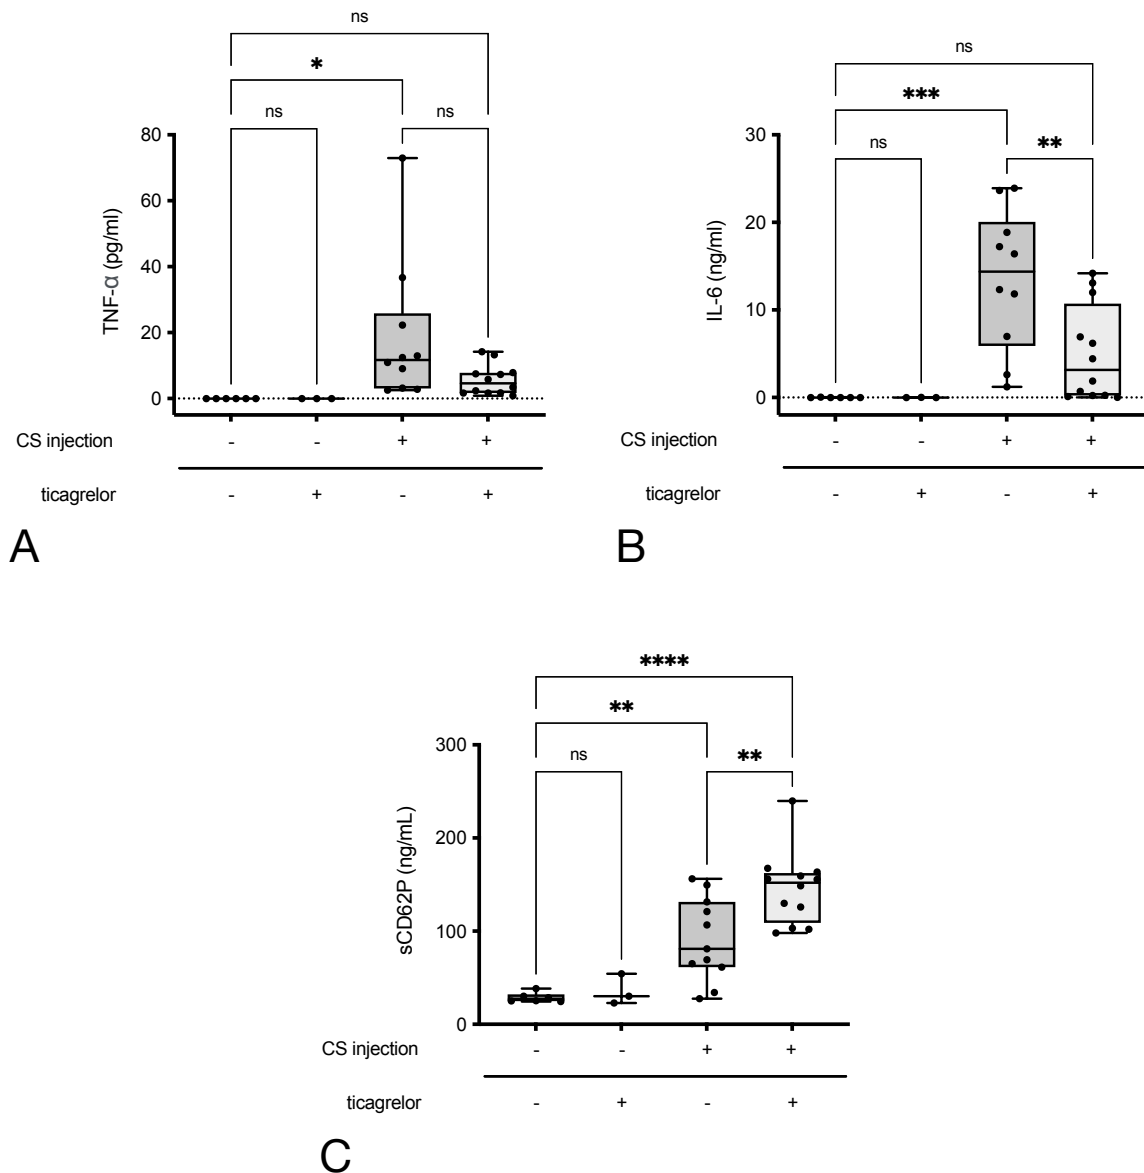 ns
*
ns
ns
80
60
40
20
0
TNF-α (pg/ml)
CS injection - - + +
ticagrelor - + - +
A
ns
***
ns
**
30
20
10
0
IL-6 (ng/ml)
CS injection - - + +
ticagrelor - + - +
B
****
**
ns
**
300
200
100
0
sCD62P (ng/mL)
CS injection - - + +
ticagrelor - + - +
C